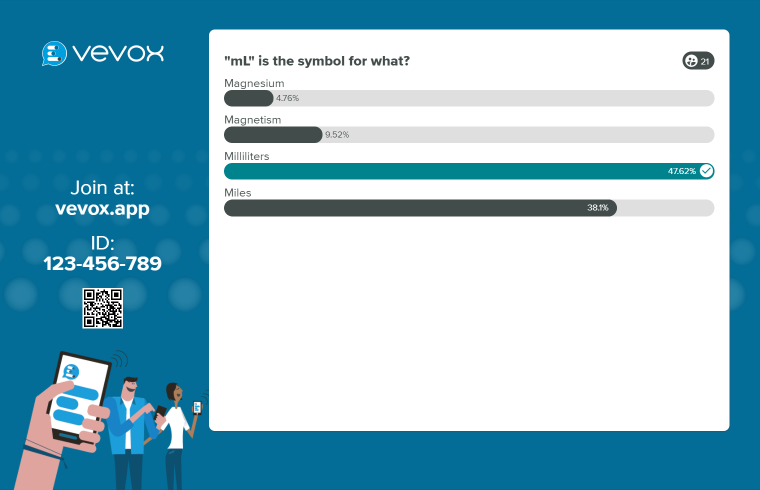 vevox
Join at:
vevox.app
ID:
123-456-789
"mL" is the symbol for what?
21
Magnesium
4.76%
Magnetism
9.52%
Milliliters
47.62%
Miles
38.1%